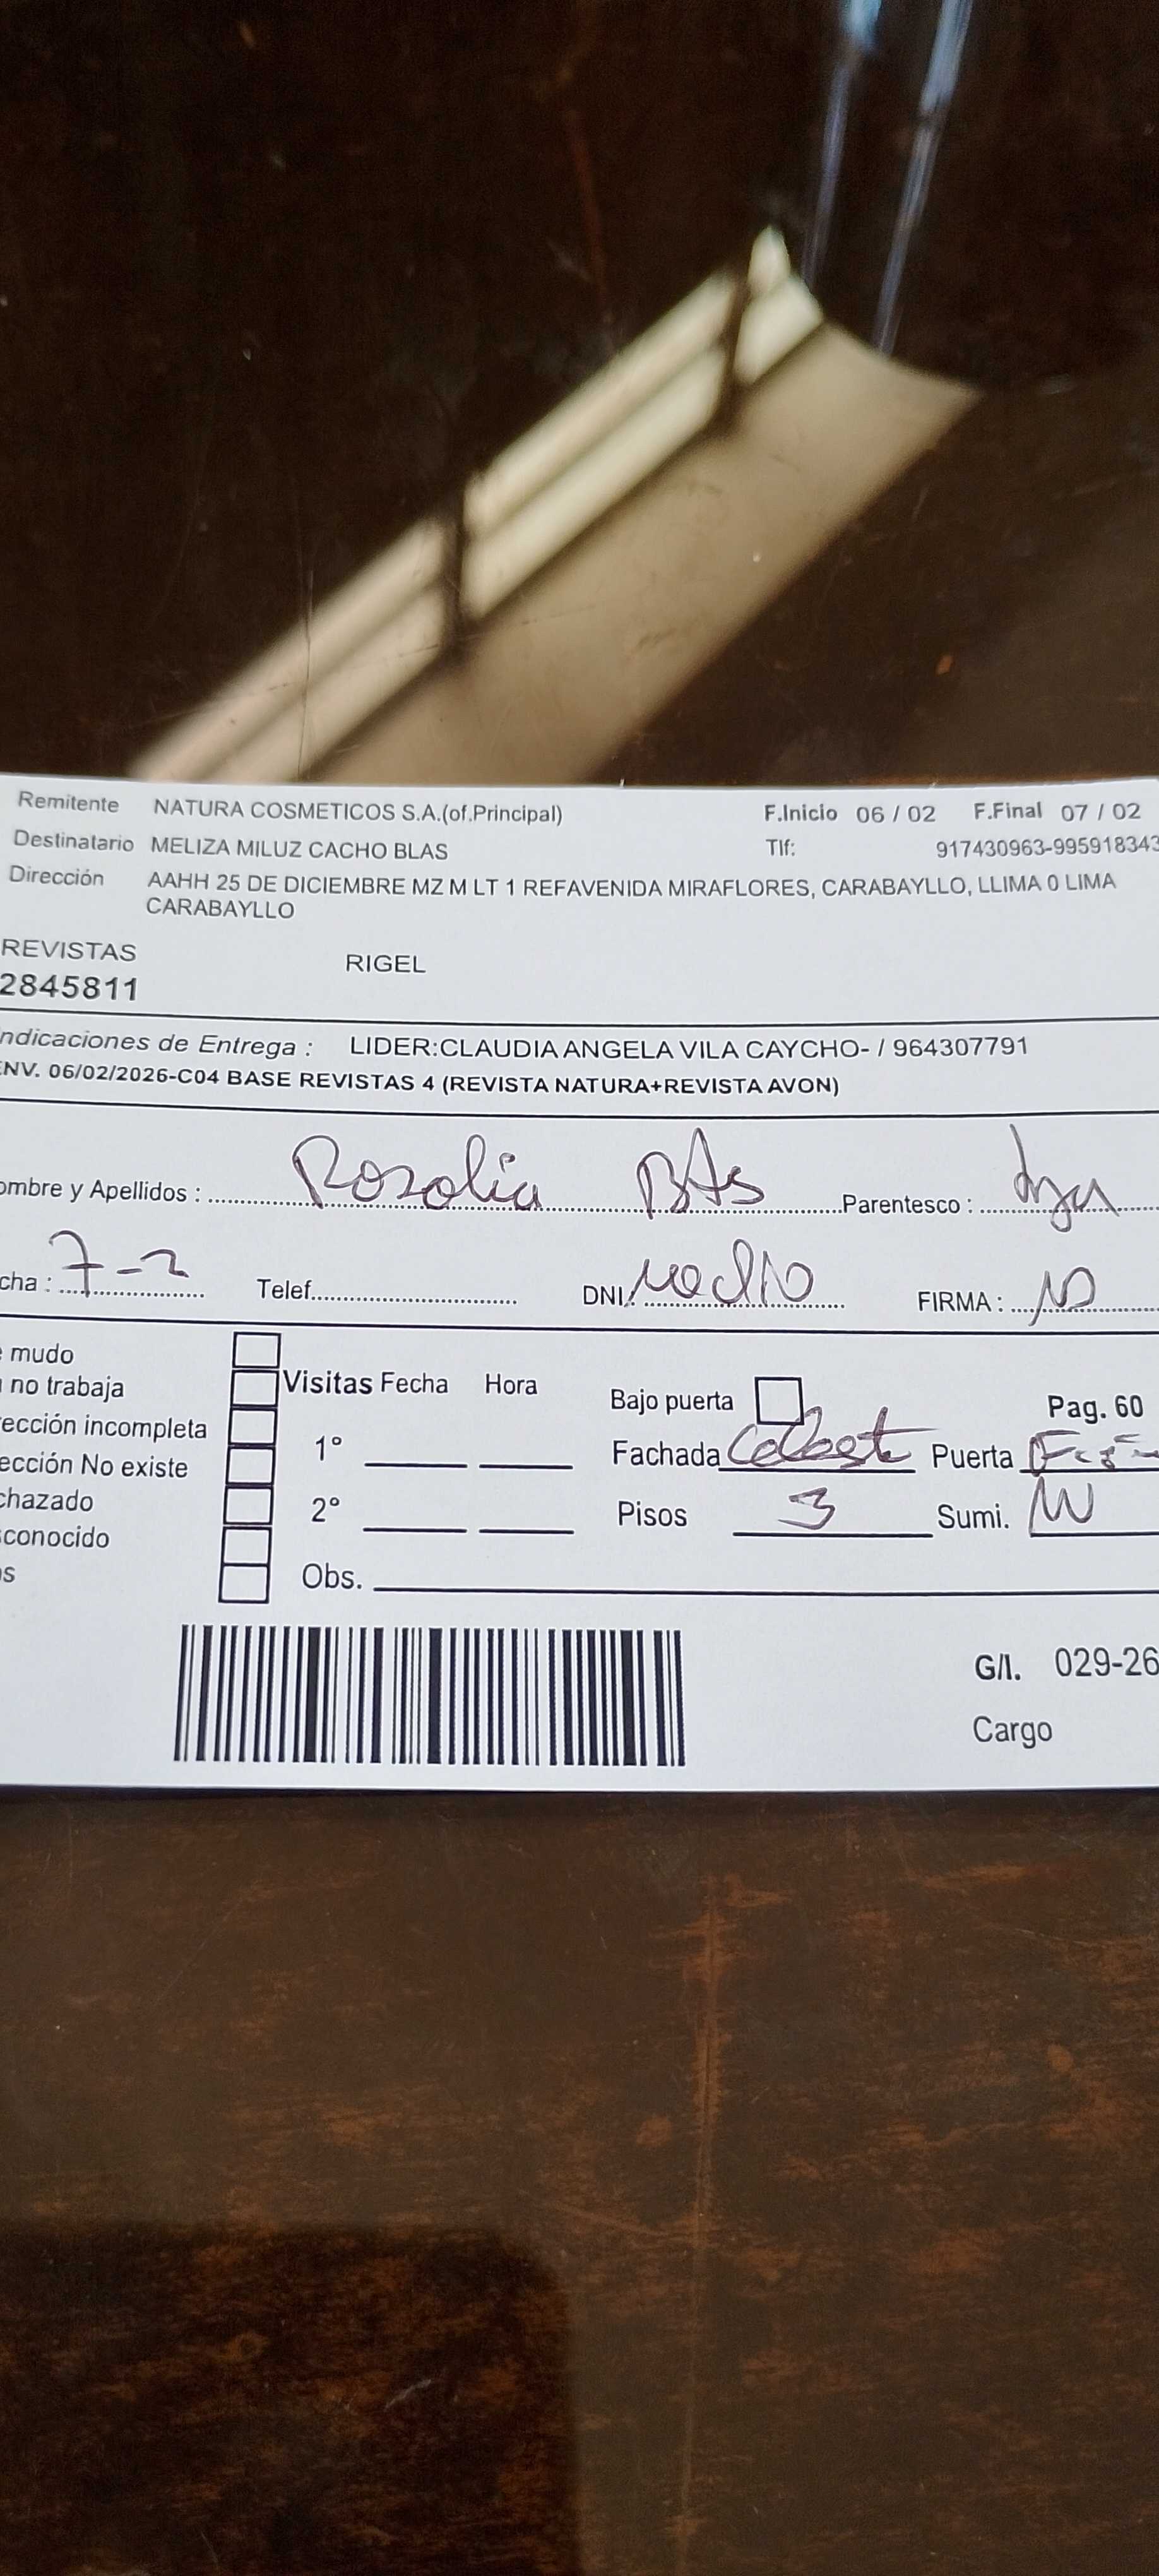 Remitente NATURA COSMETICOS S.A.(of.Principal) F.Inicio 06 / 02 F.Final 07 / 02
Destinatario MELIZA MILUZ CACHO BLAS Tlf: 917430963-995918343
Dirección AAHH 25 DE DICIEMBRE MZ M LT 1 REFAVENIDA MIRAFLORES, CARABAYLLO, LLIMA 0 LIMA
CARABAYLLO
REVISTAS RIGEL
2845811
ndicaciones de Entrega : LIDER:CLAUDIA ANGELA VILA CAYCHO- / 964307791
NV. 06/02/2026-C04 BASE REVISTAS 4 (REVISTA NATURA+REVISTA AVON)
ombre y Apellidos : Rozolia Parentesco :
cha : 7-2 Telef. DNI: FIRMA :
mudo
no trabaja Visitas Fecha Hora Bajo puerta Pag. 60
ección incompleta 1° Fachada Puerta
ección No existe
chazado 2° Pisos 3 Sumi.
conocido
s Obs.
G/I. 029-26
Cargo